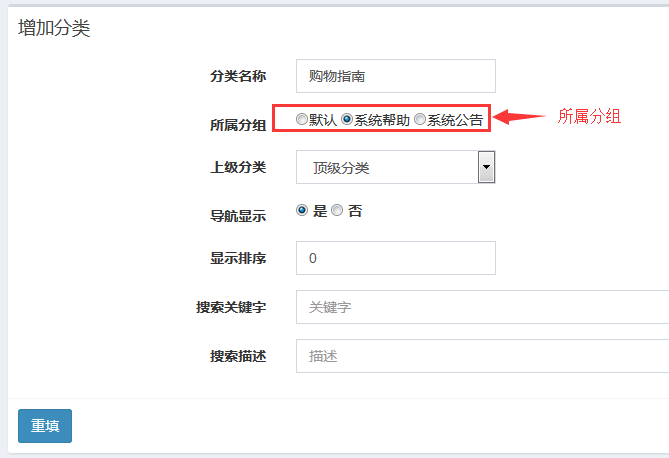 增加分类
分类名称 购物指南
所属分组 默认 系统帮助 系统公告 所属分组
上级分类 顶级分类
导航显示 是 否
显示排序 0
搜索关键字 关键字
搜索描述 描述
重填